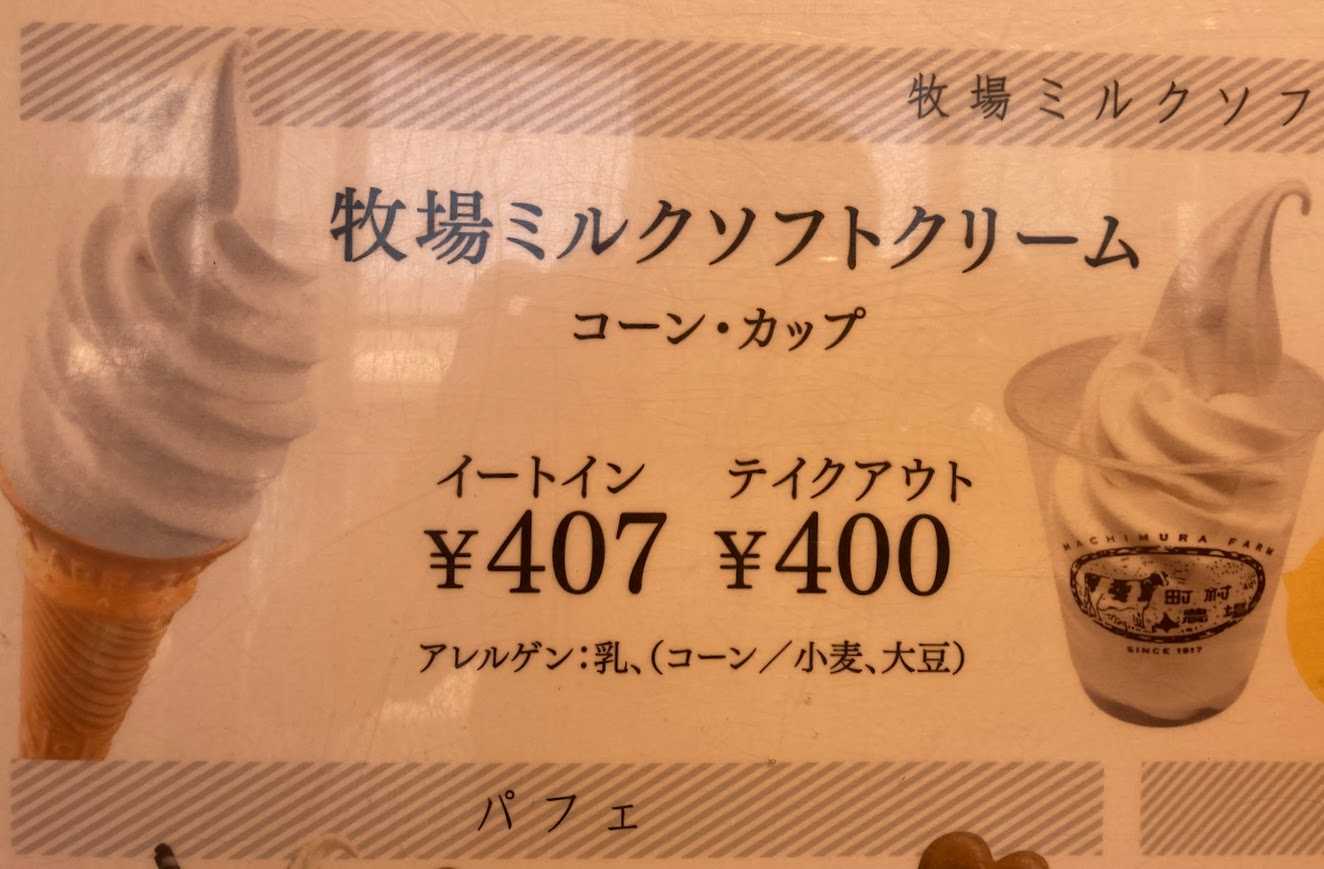 牧場ミルクソフ
牧場ミルクソフトクリーム
コーン・カップ
イートイン テイクアウト
¥407 ¥400
アレルゲン：乳、（コーン／小麦、大豆）
MACHIMURA FARM
町村
農場
SINCE 1917
パフェ